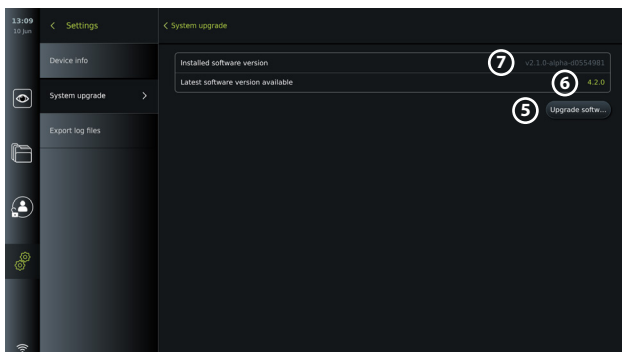 13:09
10 Jun
Settings
System upgrade
Device info
System upgrade
Export log files
Installed software version
7
v2.1.0-alpha-d0554981
Latest software version available
6
4.2.0
5
Upgrade softw...